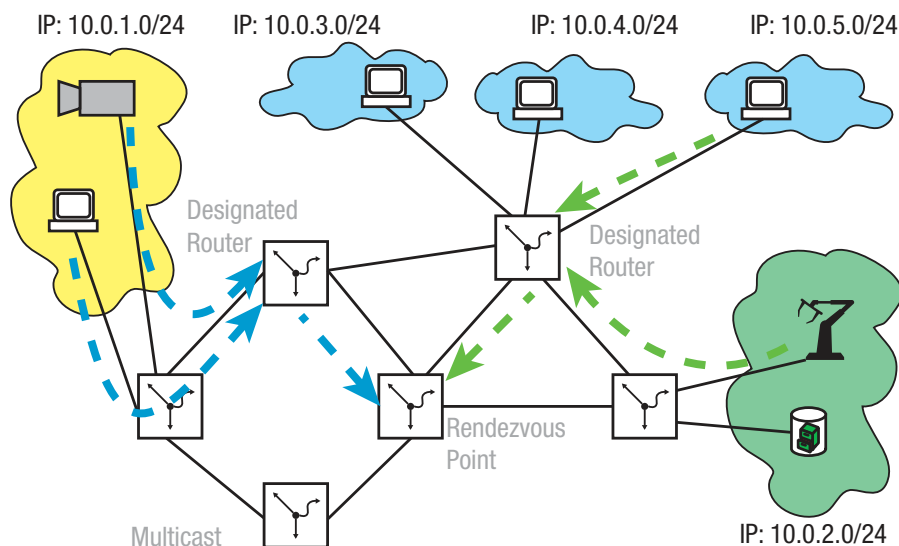 IP: 10.0.1.0/24
IP: 10.0.3.0/24
IP: 10.0.4.0/24
IP: 10.0.5.0/24
Designated
Router
Designated
Router
Rendezvous
Point
Multicast
IP: 10.0.2.0/24